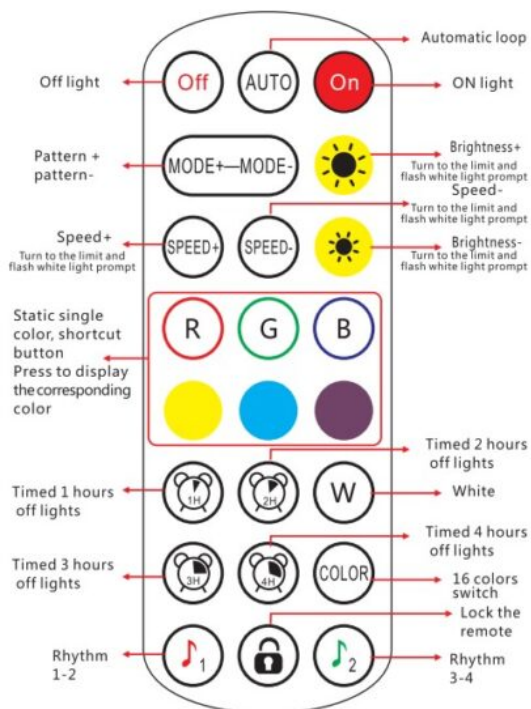 Automatic loop
Off light
Off
AUTO
On
ON light
Pattern +
pattern-
MODE+—MODE-
Brightness+
Turn to the limit and
flash white light prompt
Speed-
Turn to the limit and
flash white light prompt
Speed+
Turn to the limit and
flash white light prompt
SPEED+
SPEED-
Brightness-
Turn to the limit and
flash white light prompt
Static single
color, shortcut
button
Press to display
the corresponding
color
R
G
B
Timed 2 hours
off lights
Timed 1 hours
off lights
1H
2H
W
White
Timed 4 hours
off lights
Timed 3 hours
off lights
3H
4H
COLOR
16 colors
switch
Lock the
remote
Rhythm
1-2
1
2
Rhythm
3-4